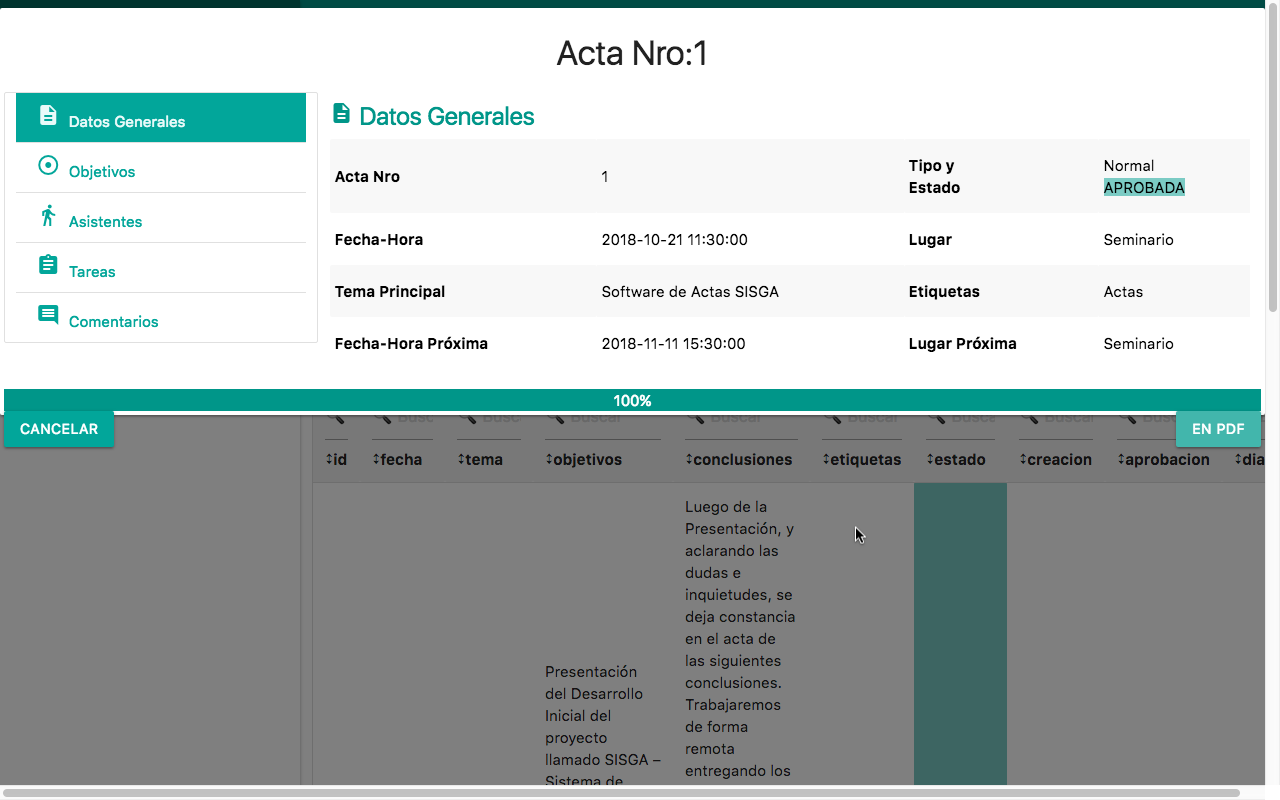 Acta Nro:1
Datos Generales
Objetivos
Asistentes
Tareas
Comentarios
Datos Generales
Acta Nro 1 Tipo y Estado Normal APROBADA
Fecha-Hora 2018-10-21 11:30:00 Lugar Seminario
Tema Principal Software de Actas SISGA Etiquetas Actas
Fecha-Hora Próxima 2018-11-11 15:30:00 Lugar Próxima Seminario
100%
CANCELAR
EN PDF
Buscar Buscar Buscar Buscar Buscar Buscar Buscar
id fecha tema objetivos conclusiones etiquetas estado creacion aprobacion dia
Presentación
del Desarrollo
Inicial del
proyecto
llamado SISGA –
Sistema de
Luego de la
Presentación, y
aclarando las
dudas e
inquietudes, se
deja constancia
en el acta de
las siguientes
conclusiones.
Trabajaremos
de forma
remota
entregando los